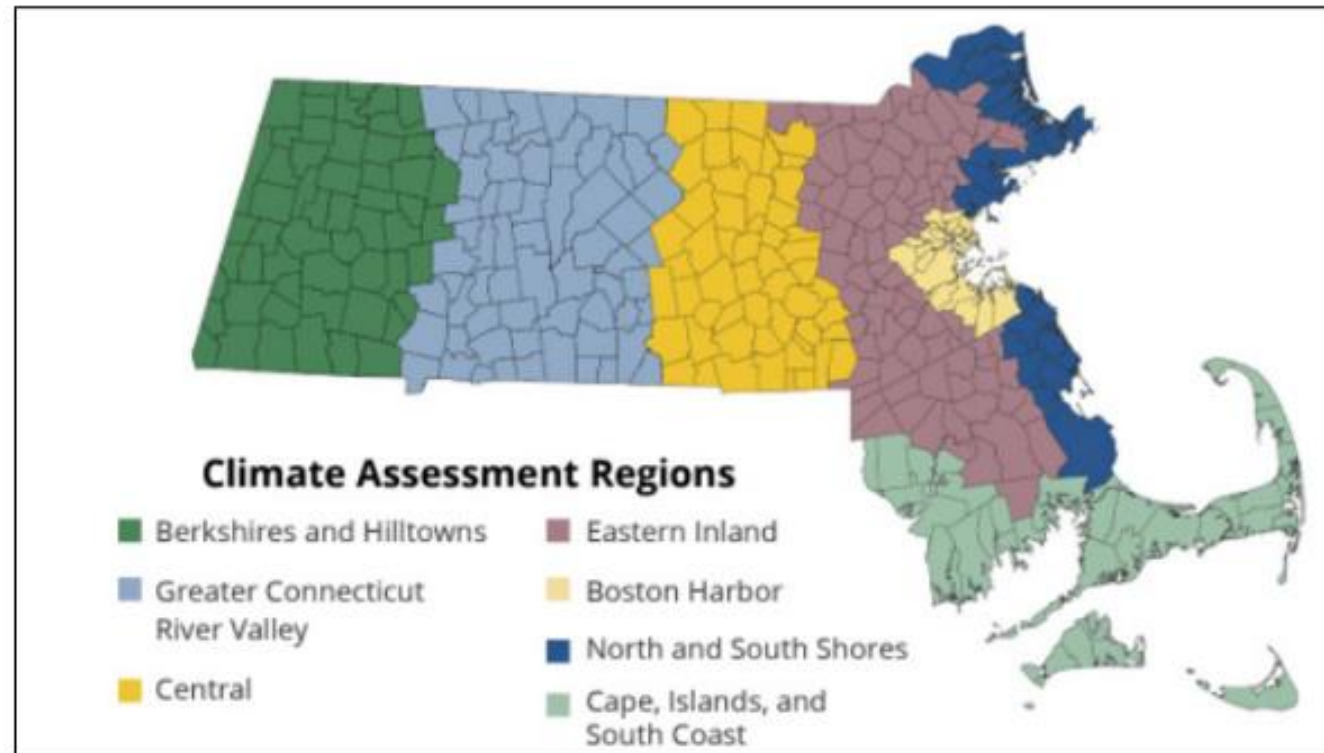 Climate Assessment Regions
Berkshires and Hilltowns
Greater Connecticut
River Valley
Central
Eastern Inland
Boston Harbor
North and South Shores
Cape, Islands, and
South Coast